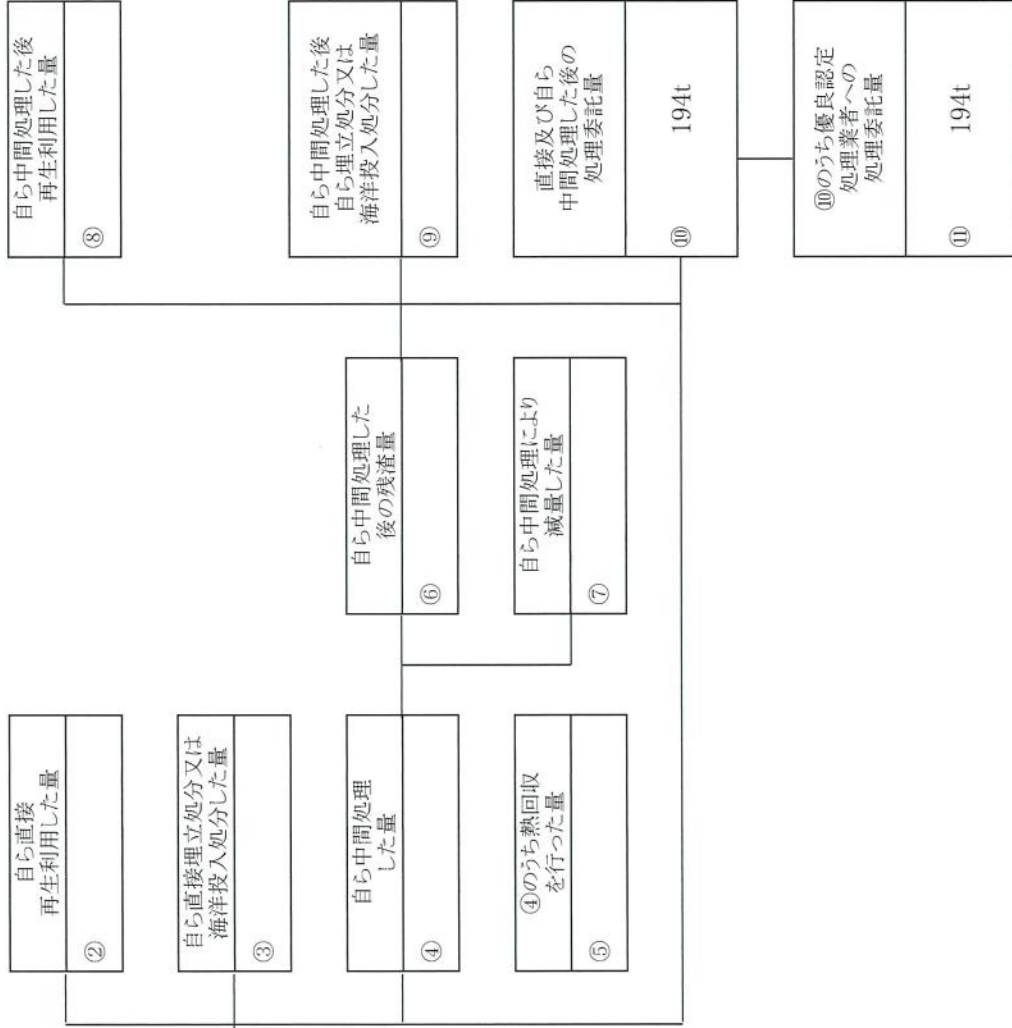 自ら直接
再生利用した量
②
自ら直接埋立処分又は
海洋投入処分した量
③
自ら中間処理
した量
④
④のうち熱回収
を行った量
⑤
自ら中間処理した
後の残渣量
⑥
自ら中間処理により
減量した量
⑦
自ら中間処理した後
再生利用した量
⑧
自ら中間処理した後
自ら埋立処分又は
海洋投入処分した量
⑨
直接及び自ら
中間処理した後の
処理委託量
⑩
194t
⑩のうち優良認定
処理業者への
処理委託量
⑪
194t